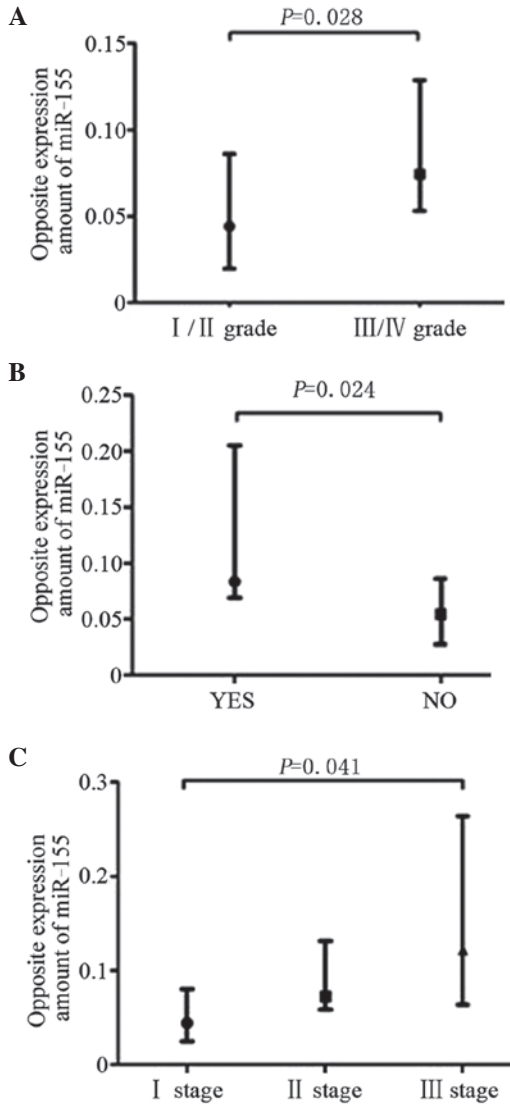 A
P=0.028
Opposite expression
amount of miR-155
0.15
0.10
0.05
0
Ⅰ/II grade
III/IV grade
B
P=0.024
Opposite expression
amount of miR-155
0.25
0.20
0.15
0.10
0.05
0
YES
NO
C
P=0.041
Opposite expression
amount of miR-155
0.3
0.2
0.1
0
Ⅰ stage
Ⅱ stage
Ⅲ stage